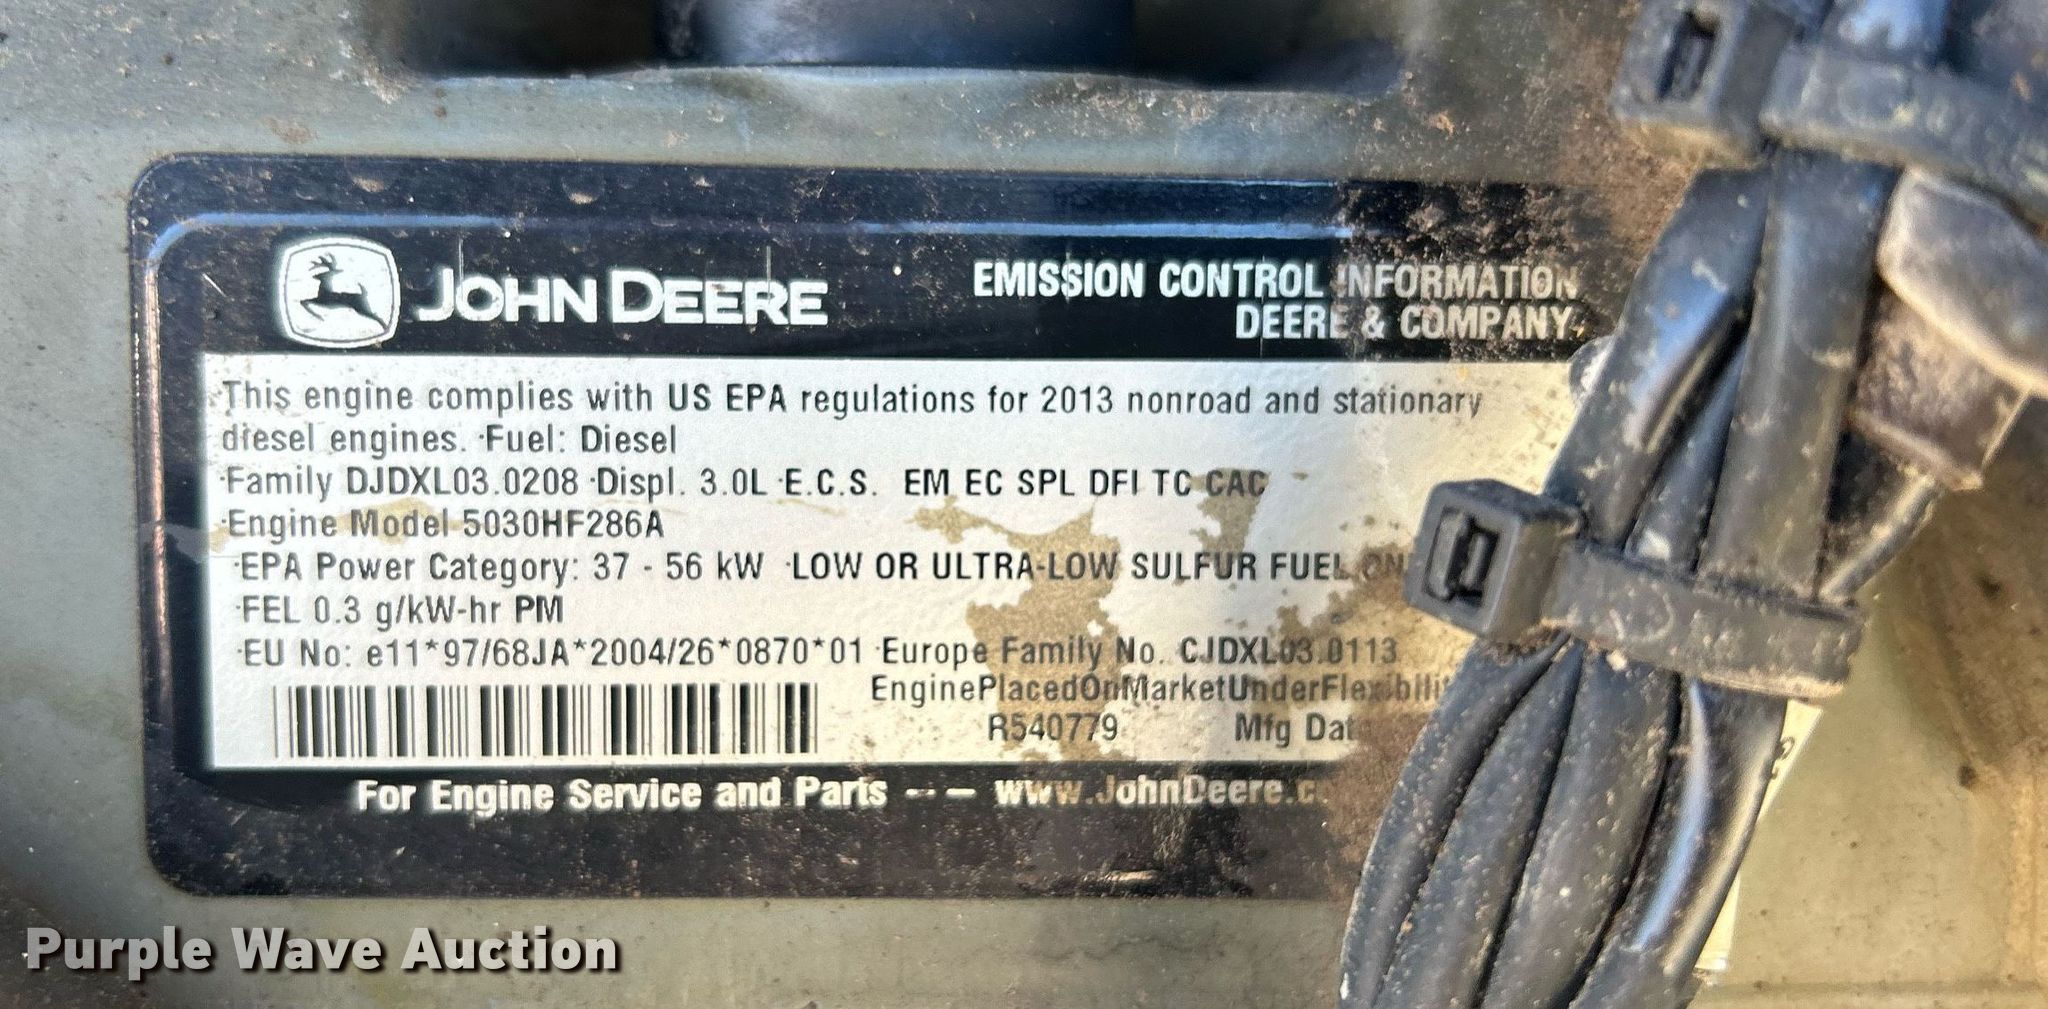 JOHN DEERE
EMISSION CONTROL INFORMATION
DEERE & COMPANY
This engine complies with US EPA regulations for 2013 nonroad and stationary
diesel engines. ·Fuel: Diesel
·Family DJDXL03.0208 ·Displ. 3.0L ·E.C.S. EM EC SPL DFI TC CAC
·Engine Model 5030HF286A
·EPA Power Category: 37 - 56 kW ·LOW OR ULTRA-LOW SULFUR FUEL
·FEL 0.3 g/kW-hr PM
·EU No: e11*97/68JA*2004/26*0870*01 ·Europe Family No. CJDXL03.0113
EnginePlacedOnMarketUnderFlexibilit
R540779 Mfg Dat
For Engine Service and Parts --- www.JohnDeere.c
Purple Wave Auction